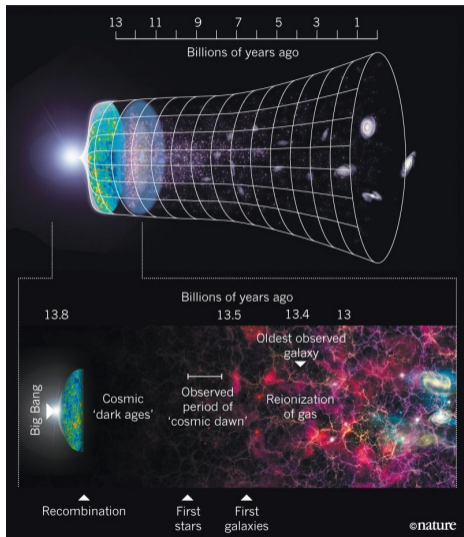 13 11 9 7 5 3 1
Billions of years ago
Billions of years ago
13.8 13.5 13.4 13
Oldest observed
galaxy
Big Bang
Cosmic
'dark ages'
Observed
period of
'cosmic dawn'
Reionization
of gas
Recombination
First
stars
First
galaxies
©nature